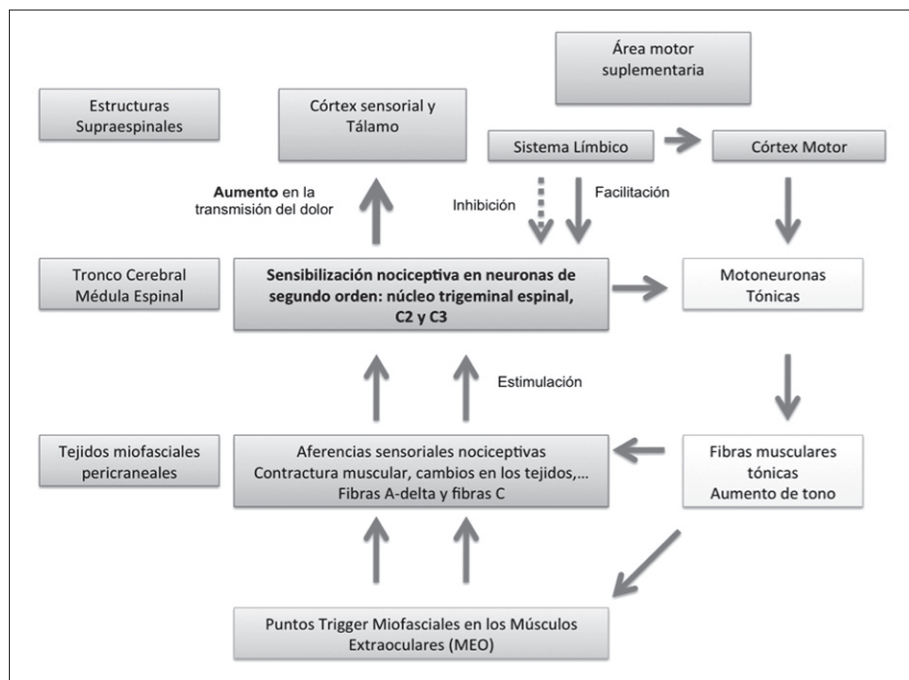 Área motor
suplementaria
Estructuras
Supraespinales
Córtex sensorial y
Tálamo
Sistema Límbico
Córtex Motor
Aumento en la
transmisión del dolor
Inhibición
Facilitación
Tronco Cerebral
Médula Espinal
Sensibilización nociceptiva en neuronas de
segundo orden: núcleo trigeminal espinal,
C2 y C3
Motoneuronas
Tónicas
Estimulación
Tejidos miofasciales
pericraneales
Aferencias sensoriales nociceptivas
Contractura muscular, cambios en los tejidos,...
Fibras A-delta y fibras C
Fibras musculares
tónicas
Aumento de tono
Puntos Trigger Miofasciales en los Músculos
Extraoculares (MEO)